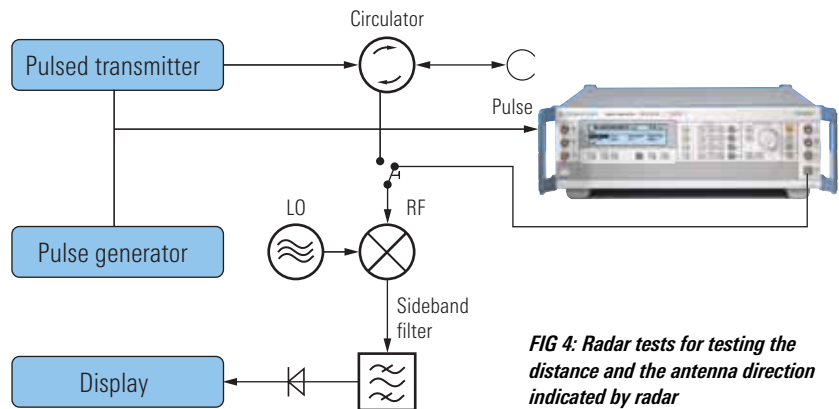 Circulator
Pulsed transmitter
Pulse
LO
RF
Pulse generator
Sideband
filter
Display
FIG 4: Radar tests for testing the
distance and the antenna direction
indicated by radar